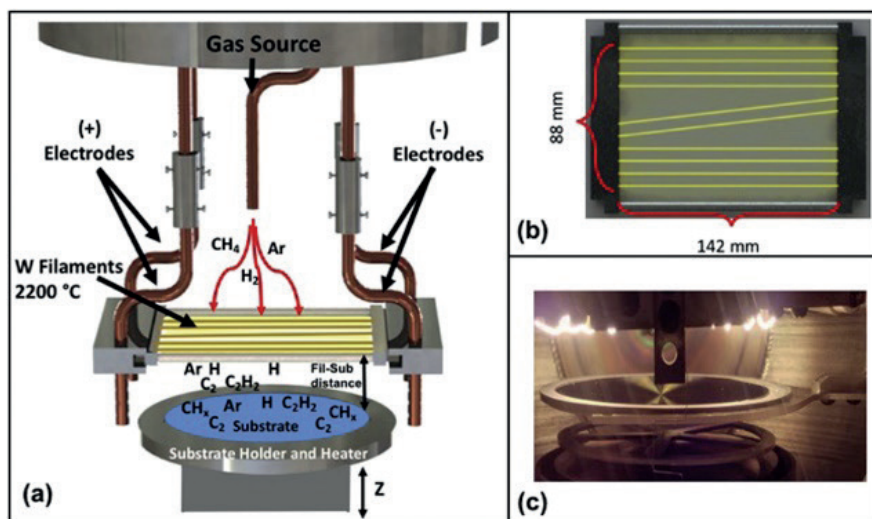 Gas Source
(+)
Electrodes
(-)
Electrodes
CH₄
Ar
H₂
W Filaments
2200 °C
Ar H
H
C₂ C₂H₂
Fil-Sub
distance
CHₓ Ar H C₂H₂ CHₓ
C₂
C₂
Substrate
Substrate Holder and Heater
Z
(a)
88 mm
142 mm
(b)
(c)